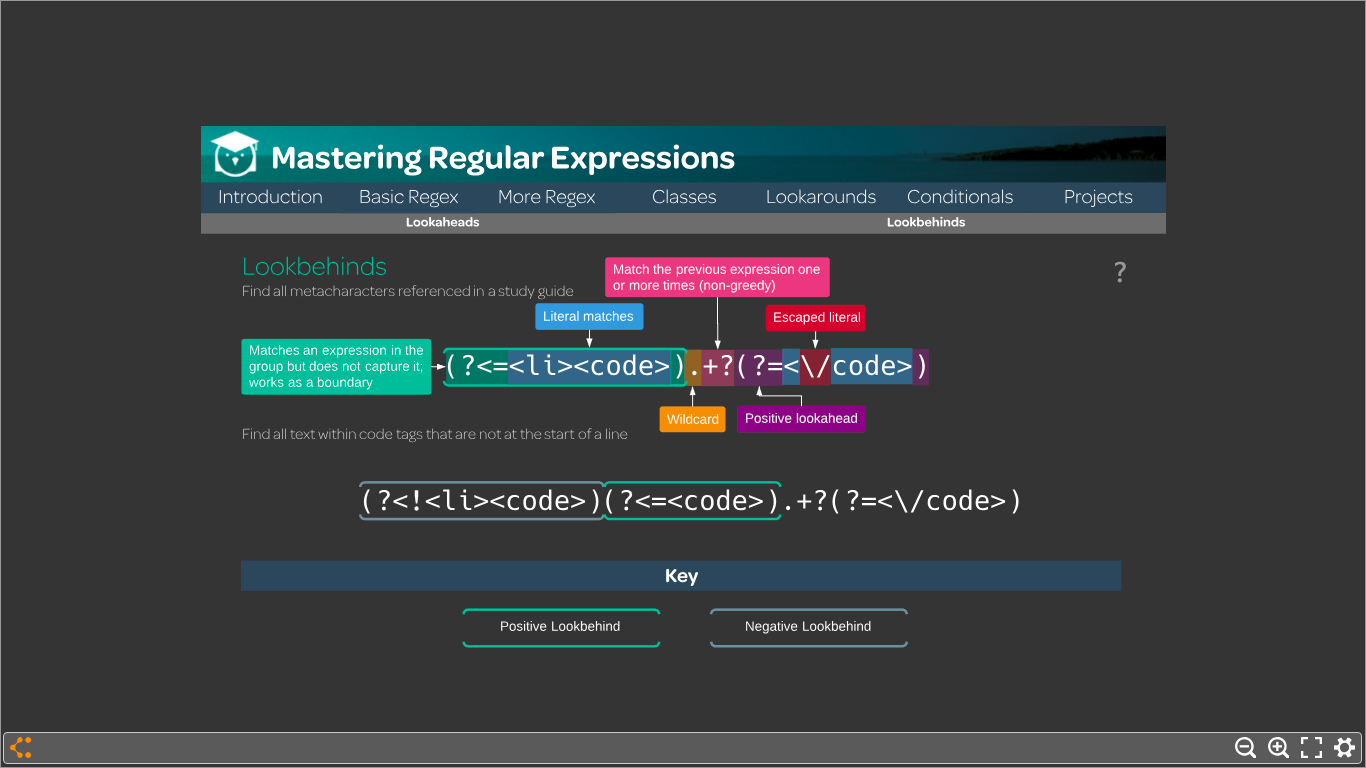 Mastering Regular Expressions
Introduction Basic Regex More Regex Classes Lookarounds Conditionals Projects
Lookaheads Lookbehinds
Lookbehinds
Find all metacharacters referenced in a study guide
?
Match the previous expression one
or more times (non-greedy)
Literal matches
Escaped literal
Matches an expression in the
group but does not capture it;
works as a boundary
(?<=<li><code>).+?(?=<\/code>)
Wildcard
Positive lookahead
Find all text within code tags that are not at the start of a line
(?<!<li><code>)(?<=<code>).+?(?=<\/code>)
Key
Positive Lookbehind
Negative Lookbehind